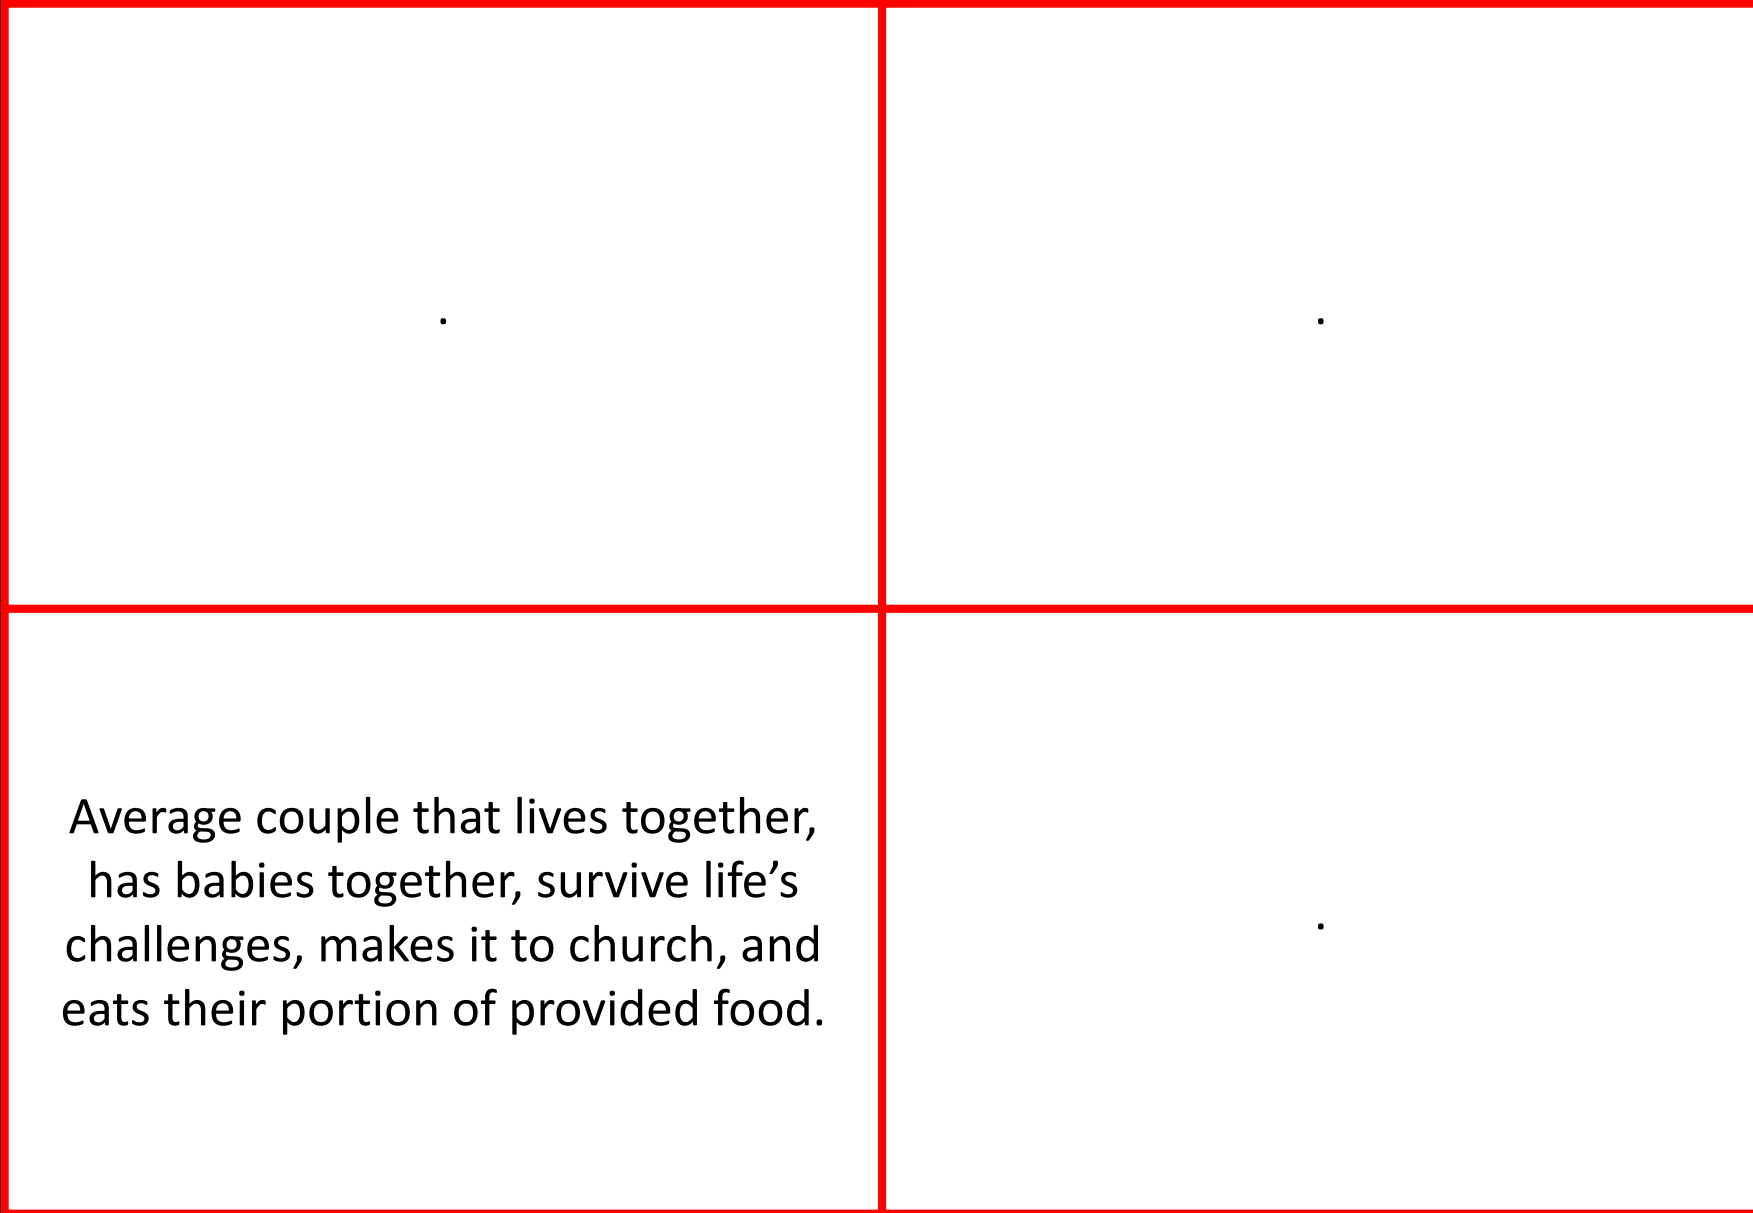 .
.
Average couple that lives together,
has babies together, survive life’s
challenges, makes it to church, and
eats their portion of provided food.
.